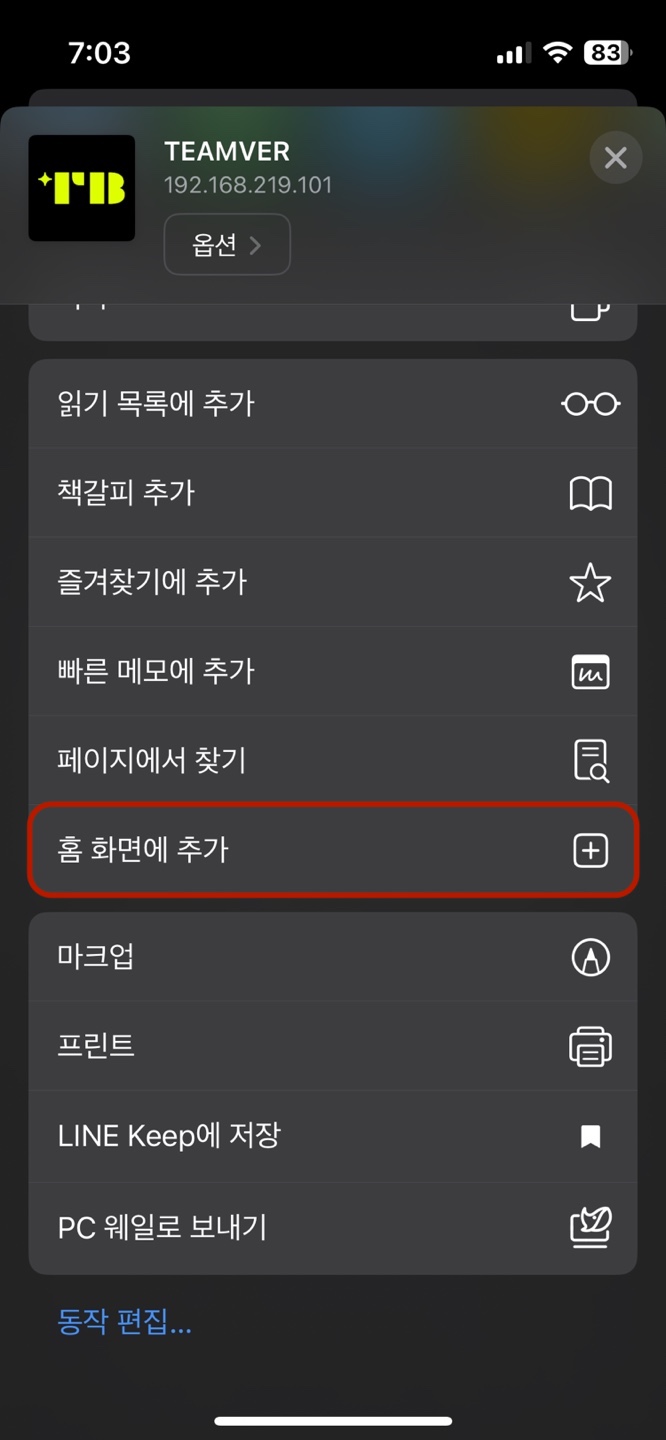 7:03
83
TEAMVER
TB
192.168.219.101
옵션
읽기 목록에 추가
책갈피 추가
즐겨찾기에 추가
빠른 메모에 추가
페이지에서 찾기
홈 화면에 추가
마크업
프린트
LINE Keep에 저장
PC 웨일로 보내기
동작 편집...